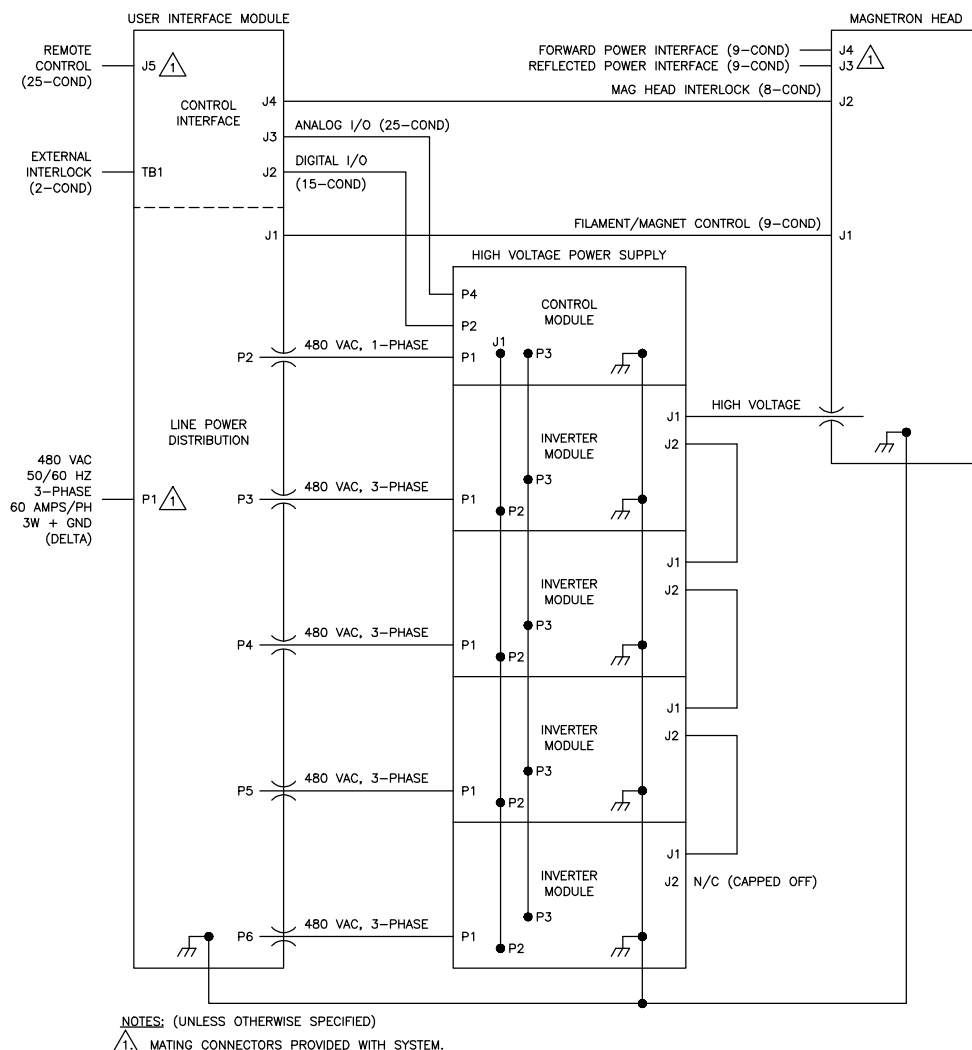 USER INTERFACE MODULE
MAGNETRON HEAD
REMOTE
CONTROL
(25-COND)
J5
1
CONTROL
INTERFACE
J4
J3
J2
ANALOG I/O (25-COND)
DIGITAL I/O
(15-COND)
FORWARD POWER INTERFACE (9-COND)
J4
REFLECTED POWER INTERFACE (9-COND)
J3
1
MAG HEAD INTERLOCK (8-COND)
J2
EXTERNAL
INTERLOCK
(2-COND)
TB1
J1
FILAMENT/MAGNET CONTROL (9-COND)
J1
HIGH VOLTAGE POWER SUPPLY
P4
CONTROL
MODULE
P2
J1
P3
P2
480 VAC, 1-PHASE
P1
LINE POWER
DISTRIBUTION
J1
HIGH VOLTAGE
INVERTER
MODULE
J2
480 VAC
50/60 HZ
3-PHASE
60 AMPS/PH
3W + GND
(DELTA)
P1
1
P3
480 VAC, 3-PHASE
P1
P3
P2
J1
INVERTER
MODULE
J2
P3
P4
480 VAC, 3-PHASE
P1
P2
J1
INVERTER
MODULE
J2
P3
P5
480 VAC, 3-PHASE
P1
P2
J1
INVERTER
MODULE
J2
N/C (CAPPED OFF)
P3
P6
480 VAC, 3-PHASE
P1
P2
NOTES: (UNLESS OTHERWISE SPECIFIED)
1. MATING CONNECTORS PROVIDED WITH SYSTEM.